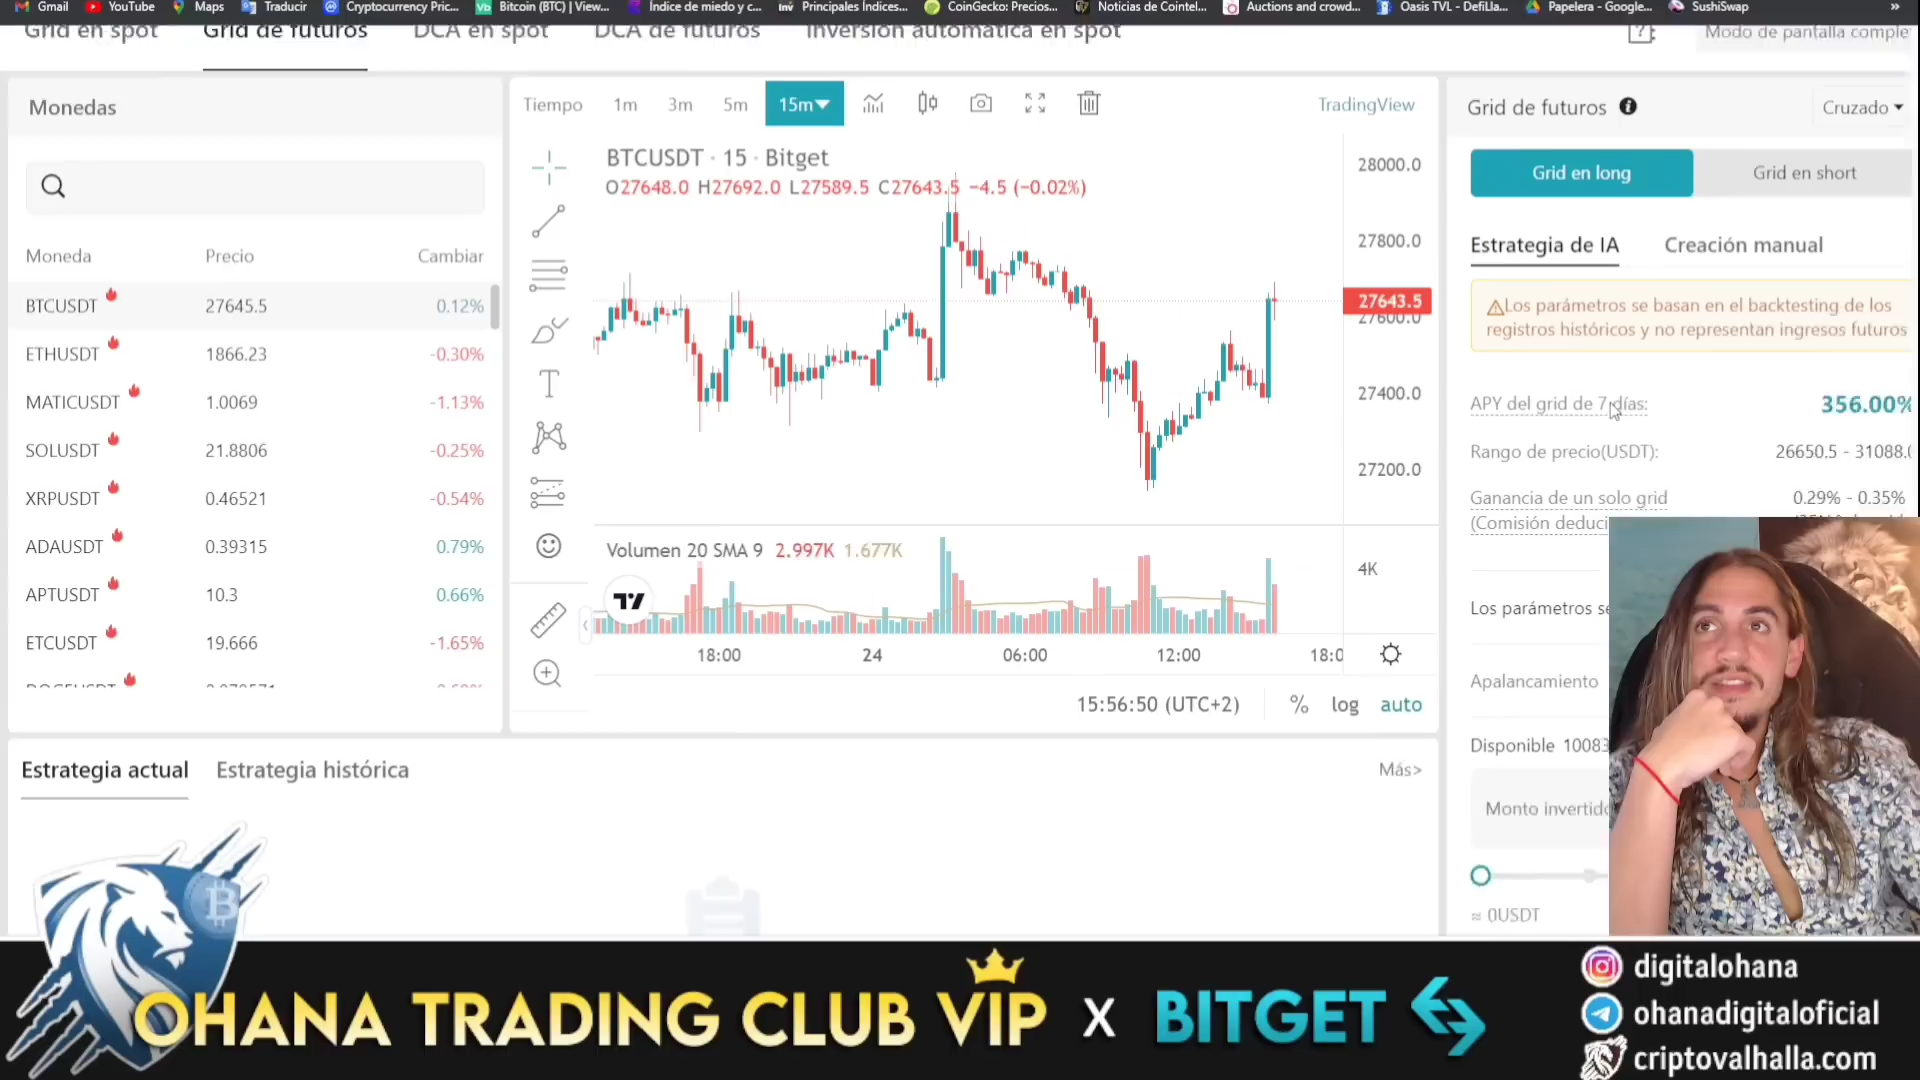 Gmail
YouTube
Maps
Traducir
Cryptocurrency Pric...
Bitcoin (BTC) | View...
Índice de miedo y c...
Principales Índices...
CoinGecko: Precios...
Noticias de Cointel...
Auctions and crowd...
Oasis TVL - DefiLla...
Papelera - Google...
SushiSwap
»
Grid en spot
Grid de futuros
DCA en spot
DCA de futuros
Inversión automática en spot
Modo de pantalla comple
Monedas
Moneda Precio Cambiar
BTCUSDT 27645.5 0.12%
ETHUSDT 1866.23 -0.30%
MATICUSDT 1.0069 -1.13%
SOLUSDT 21.8806 -0.25%
XRPUSDT 0.46521 -0.54%
ADAUSDT 0.39315 0.79%
APTUSDT 10.3 0.66%
ETCUSDT 19.666 -1.65%
Tiempo 1m 3m 5m 15m
TradingView
BTCUSDT · 15 · Bitget
O27648.0 H27692.0 L27589.5 C27643.5 −4.5 (−0.02%)
28000.0
27800.0
27643.5
27600.0
27400.0
27200.0
Volumen 20 SMA 9 2.997K 1.677K
4K
18:00 24 06:00 12:00 18:0
15:56:50 (UTC+2) % log auto
Grid de futuros Cruzado
Grid en long Grid en short
Estrategia de IA Creación manual
Los parámetros se basan en el backtesting de los
registros históricos y no representan ingresos futuros
APY del grid de 7 días: 356.00%
Rango de precio(USDT): 26650.5 - 31088.
Ganancia de un solo grid 0.29% - 0.35%
(Comisión deduci
Los parámetros se
Apalancamiento
Disponible 10083
Monto invertido
≈ 0USDT
Estrategia actual Estrategia histórica Más>
OHANA TRADING CLUB VIP X BITGET
digitalohana
ohanadigitaloficial
criptovalhalla.com